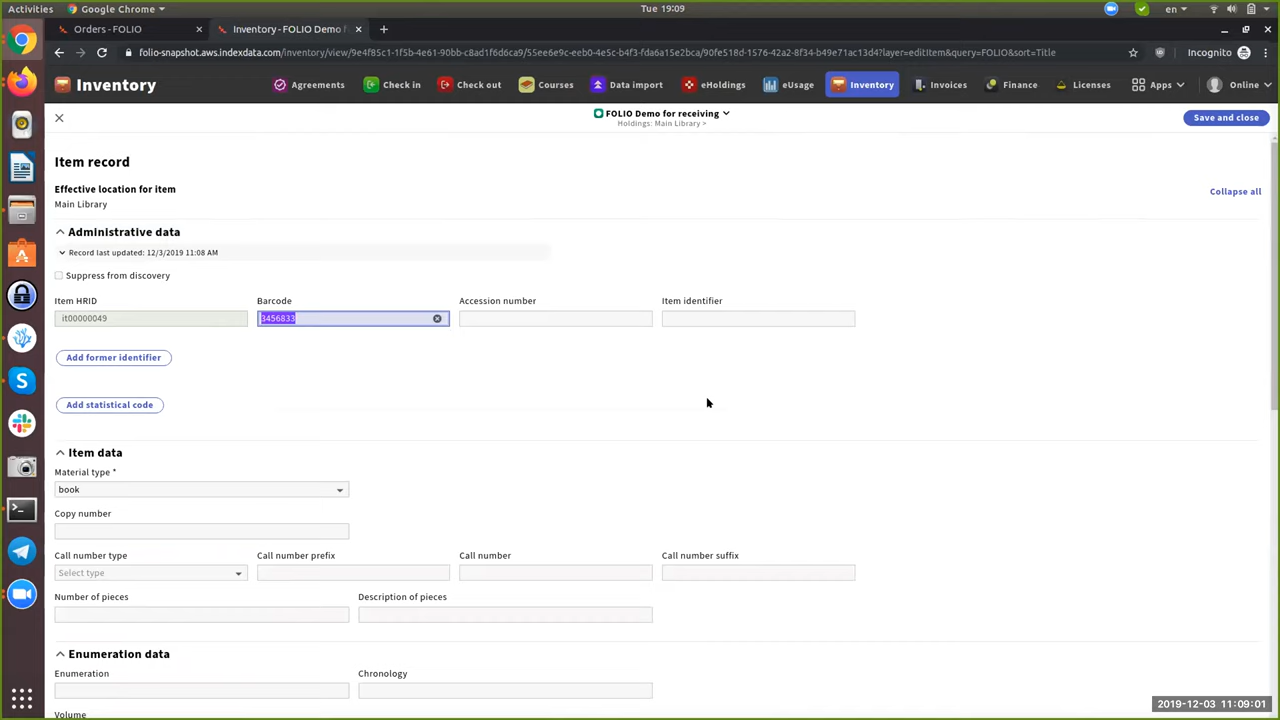 Activities
Google Chrome
Tue 19:09
en
Orders - FOLIO
Inventory - FOLIO Demo f
folio-snapshot.aws.indexdata.com/inventory/view/9e4f85c1-1f5b-4e61-90bb-c8ad1f6d6ca9/55ee6e9c-eeb0-4e5c-b4f3-fda6a15e2bca/90fe518d-1576-42a2-8f34-b49e71ac13d4?layer=editItem&query=FOLIO&sort=Title
Incognito
Inventory
Agreements
Check in
Check out
Courses
Data import
eHoldings
eUsage
Inventory
Invoices
Finance
Licenses
Apps
Online
FOLIO Demo for receiving
Holdings: Main Library >
Save and close
Item record
Effective location for item
Main Library
Collapse all
Administrative data
Record last updated: 12/3/2019 11:08 AM
Suppress from discovery
Item HRID
Barcode
Accession number
Item identifier
it00000049
3456833
Add former identifier
Add statistical code
Item data
Material type *
book
Copy number
Call number type
Call number prefix
Call number
Call number suffix
Select type
Number of pieces
Description of pieces
Enumeration data
Enumeration
Chronology
Volume
2019-12-03 11:09:01